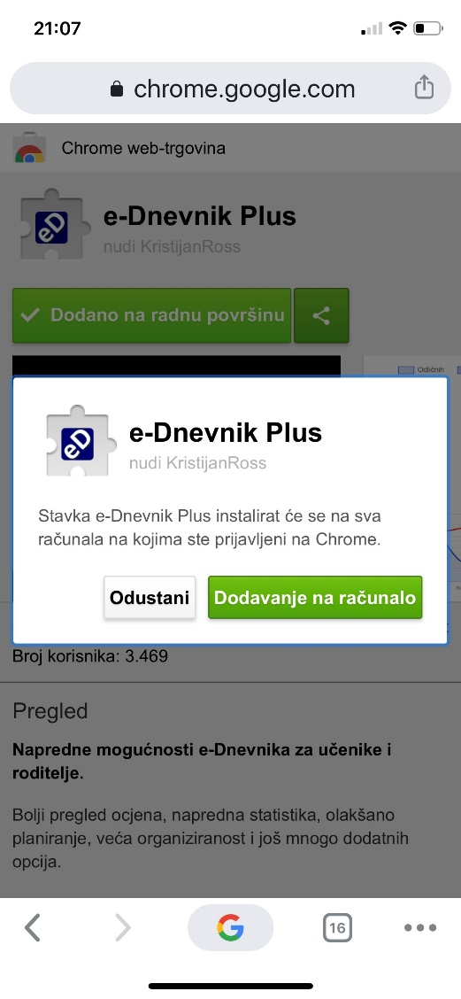 21:07
chrome.google.com
Chrome web-trgovina
eD
e-Dnevnik Plus
nudi KristijanRoss
Dodano na radnu površinu
Odličnih
eD
e-Dnevnik Plus
nudi KristijanRoss
Stavka e-Dnevnik Plus instalirat će se na sva
računala na kojima ste prijavljeni na Chrome.
Odustani
Dodavanje na računalo
Broj korisnika: 3.469
Pregled
Napredne mogućnosti e-Dnevnika za učenike i
roditelje.
Bolji pregled ocjena, napredna statistika, olakšano
planiranje, veća organiziranost i još mnogo dodatnih
opcija.
G
16